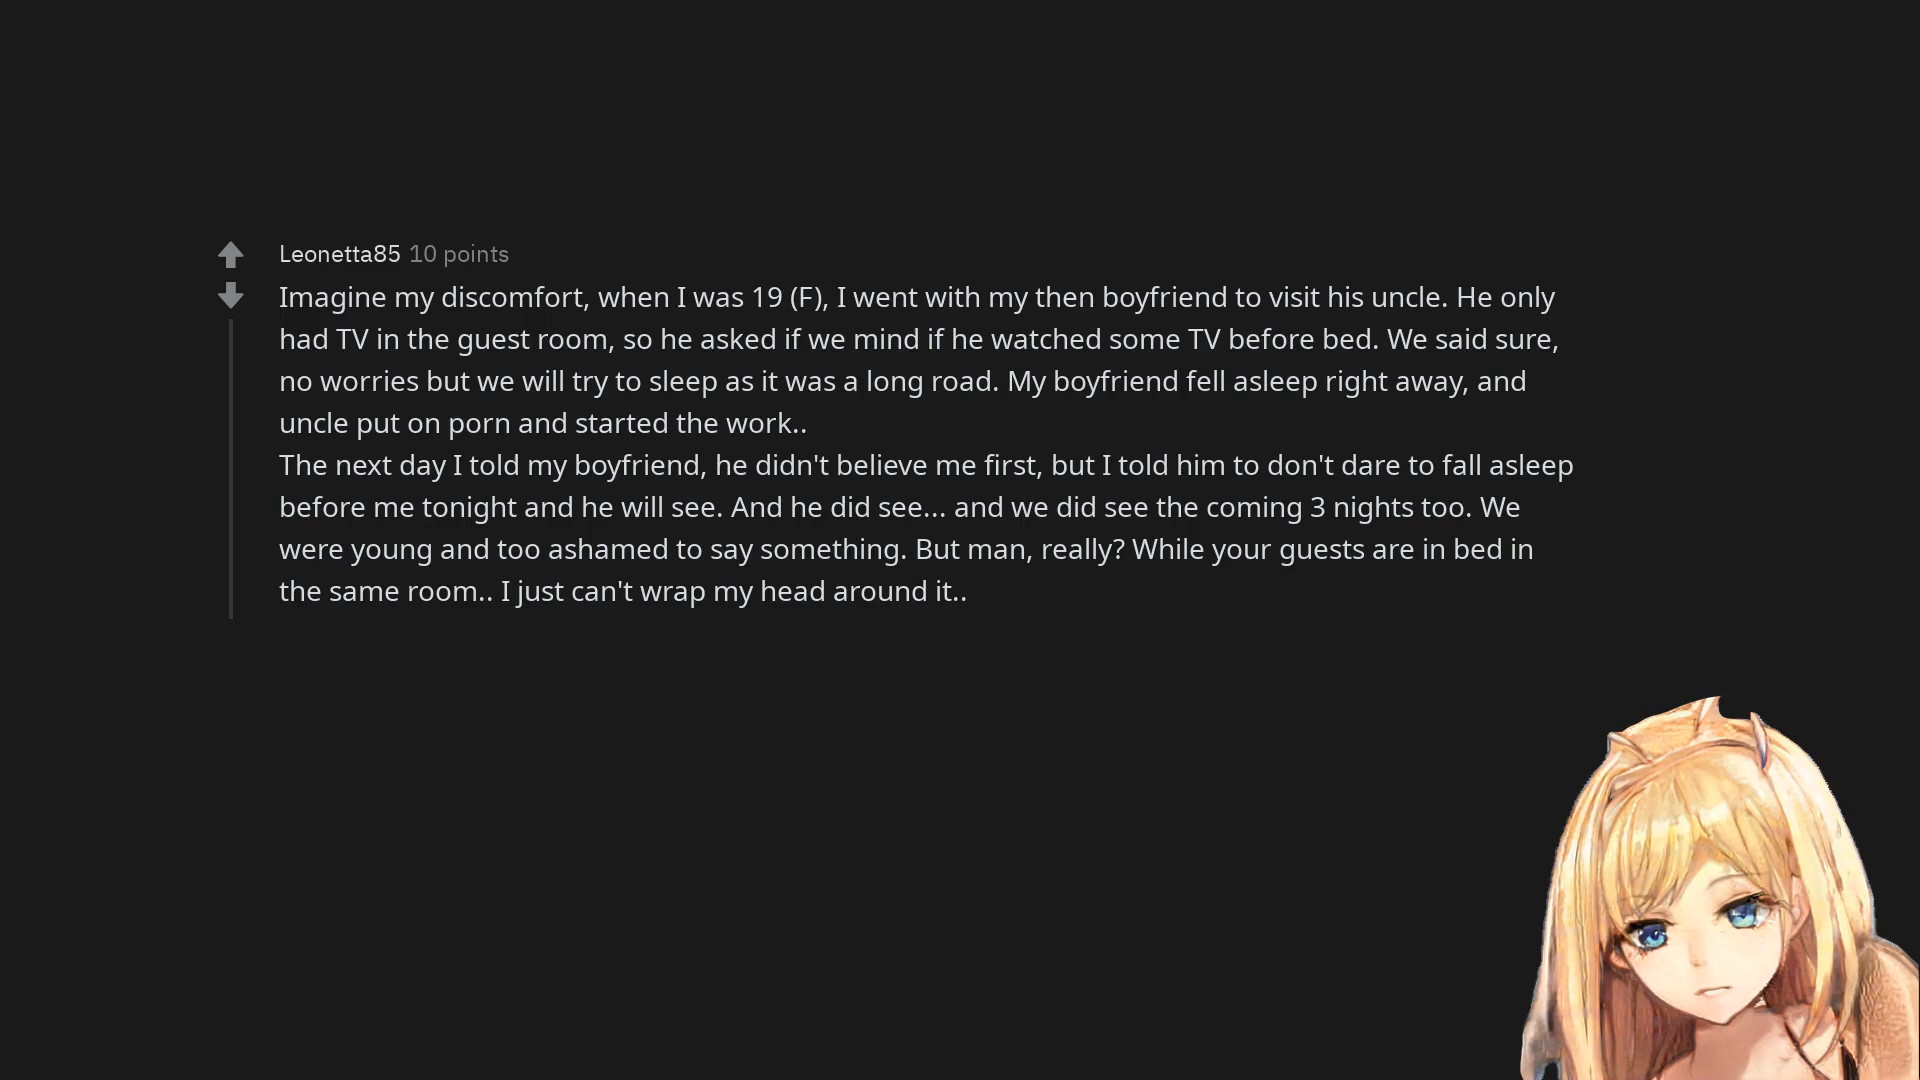 Leonetta85 10 points
Imagine my discomfort, when I was 19 (F), I went with my then boyfriend to visit his uncle. He only
had TV in the guest room, so he asked if we mind if he watched some TV before bed. We said sure,
no worries but we will try to sleep as it was a long road. My boyfriend fell asleep right away, and
uncle put on porn and started the work..
The next day I told my boyfriend, he didn't believe me first, but I told him to don't dare to fall asleep
before me tonight and he will see. And he did see... and we did see the coming 3 nights too. We
were young and too ashamed to say something. But man, really? While your guests are in bed in
the same room.. I just can't wrap my head around it..